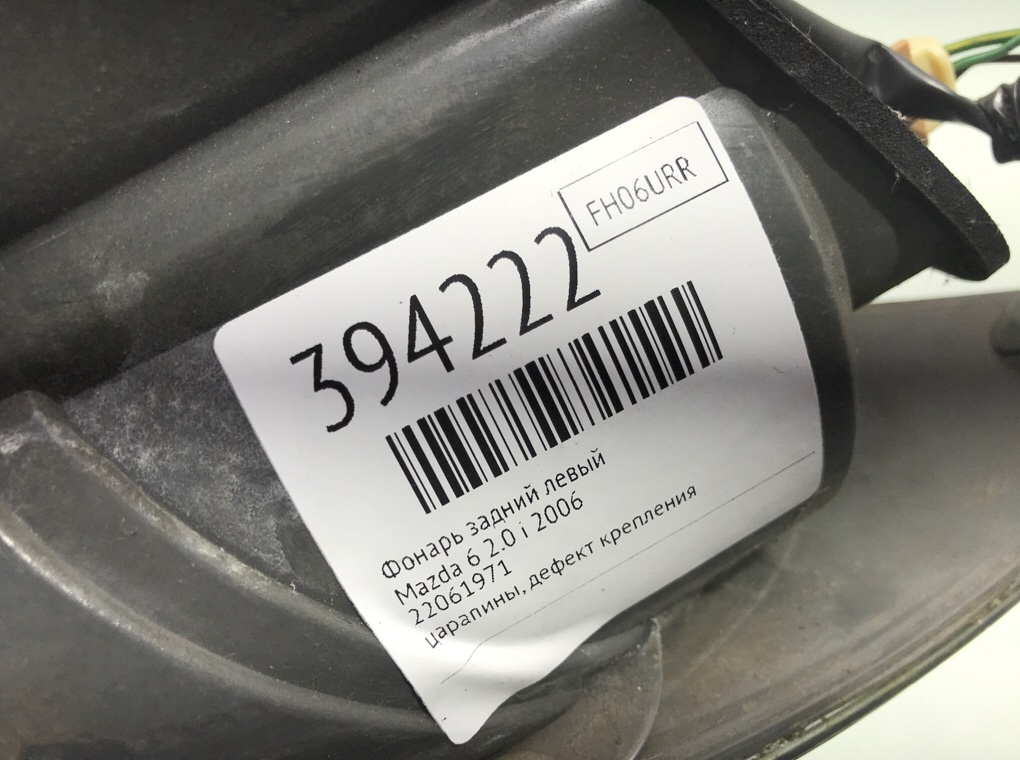 FH06URR
394222
Фонарь задний левый
Mazda 6 2.0 i 2006
22061971
царапины, дефект крепления